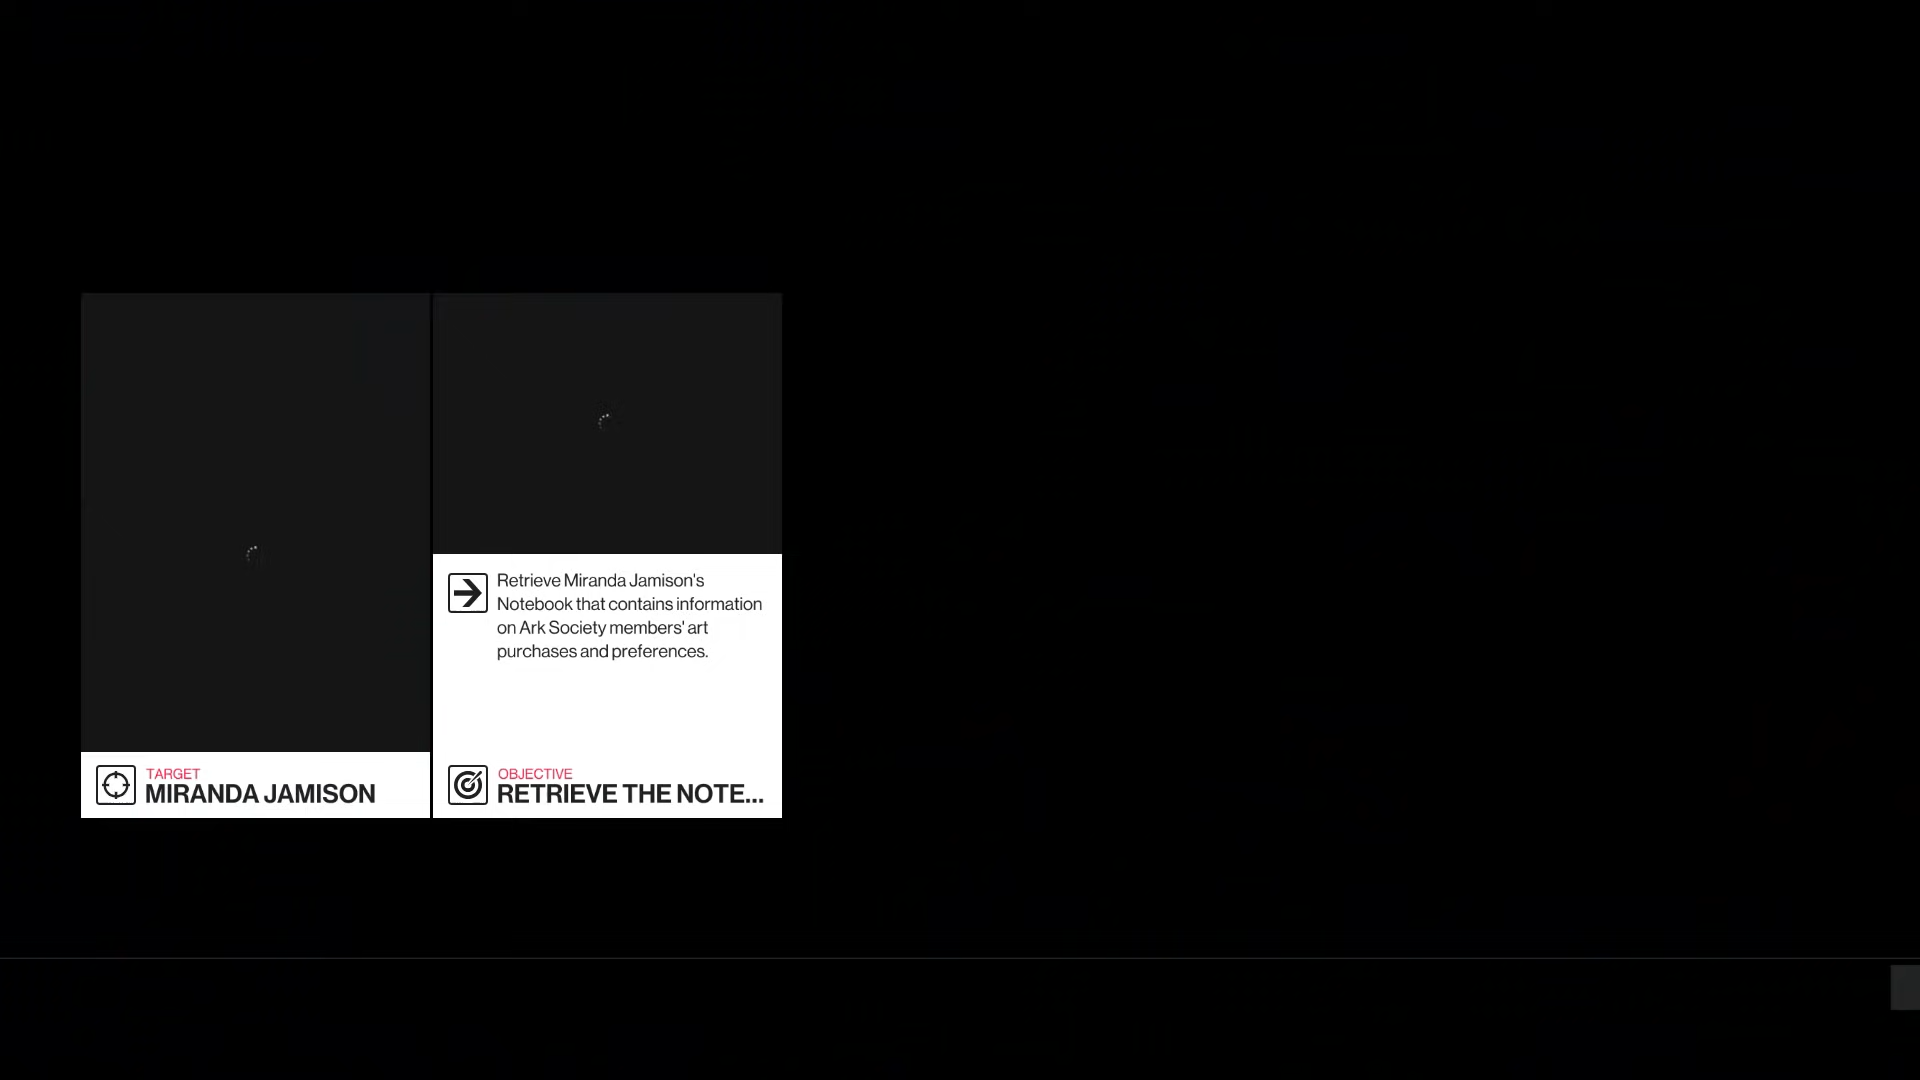 Retrieve Miranda Jamison's
Notebook that contains information
on Ark Society members' art
purchases and preferences.
TARGET
MIRANDA JAMISON
OBJECTIVE
RETRIEVE THE NOTE...